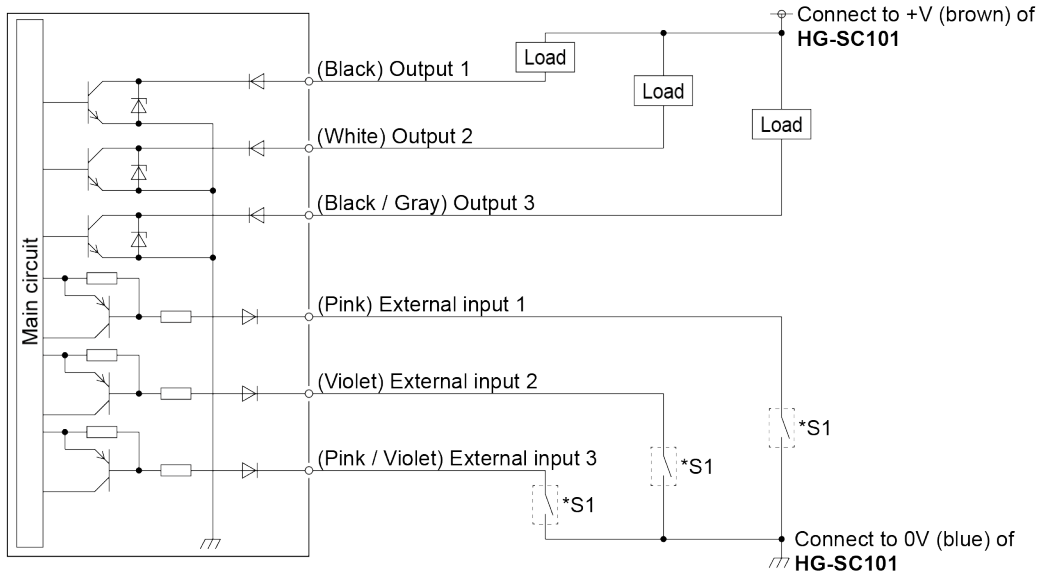 Connect to +V (brown) of
HG-SC101
Load
(Black) Output 1
Load
Load
(White) Output 2
(Black / Gray) Output 3
Main circuit
(Pink) External input 1
(Violet) External input 2
*S1
(Pink / Violet) External input 3
*S1
*S1
Connect to 0V (blue) of
HG-SC101